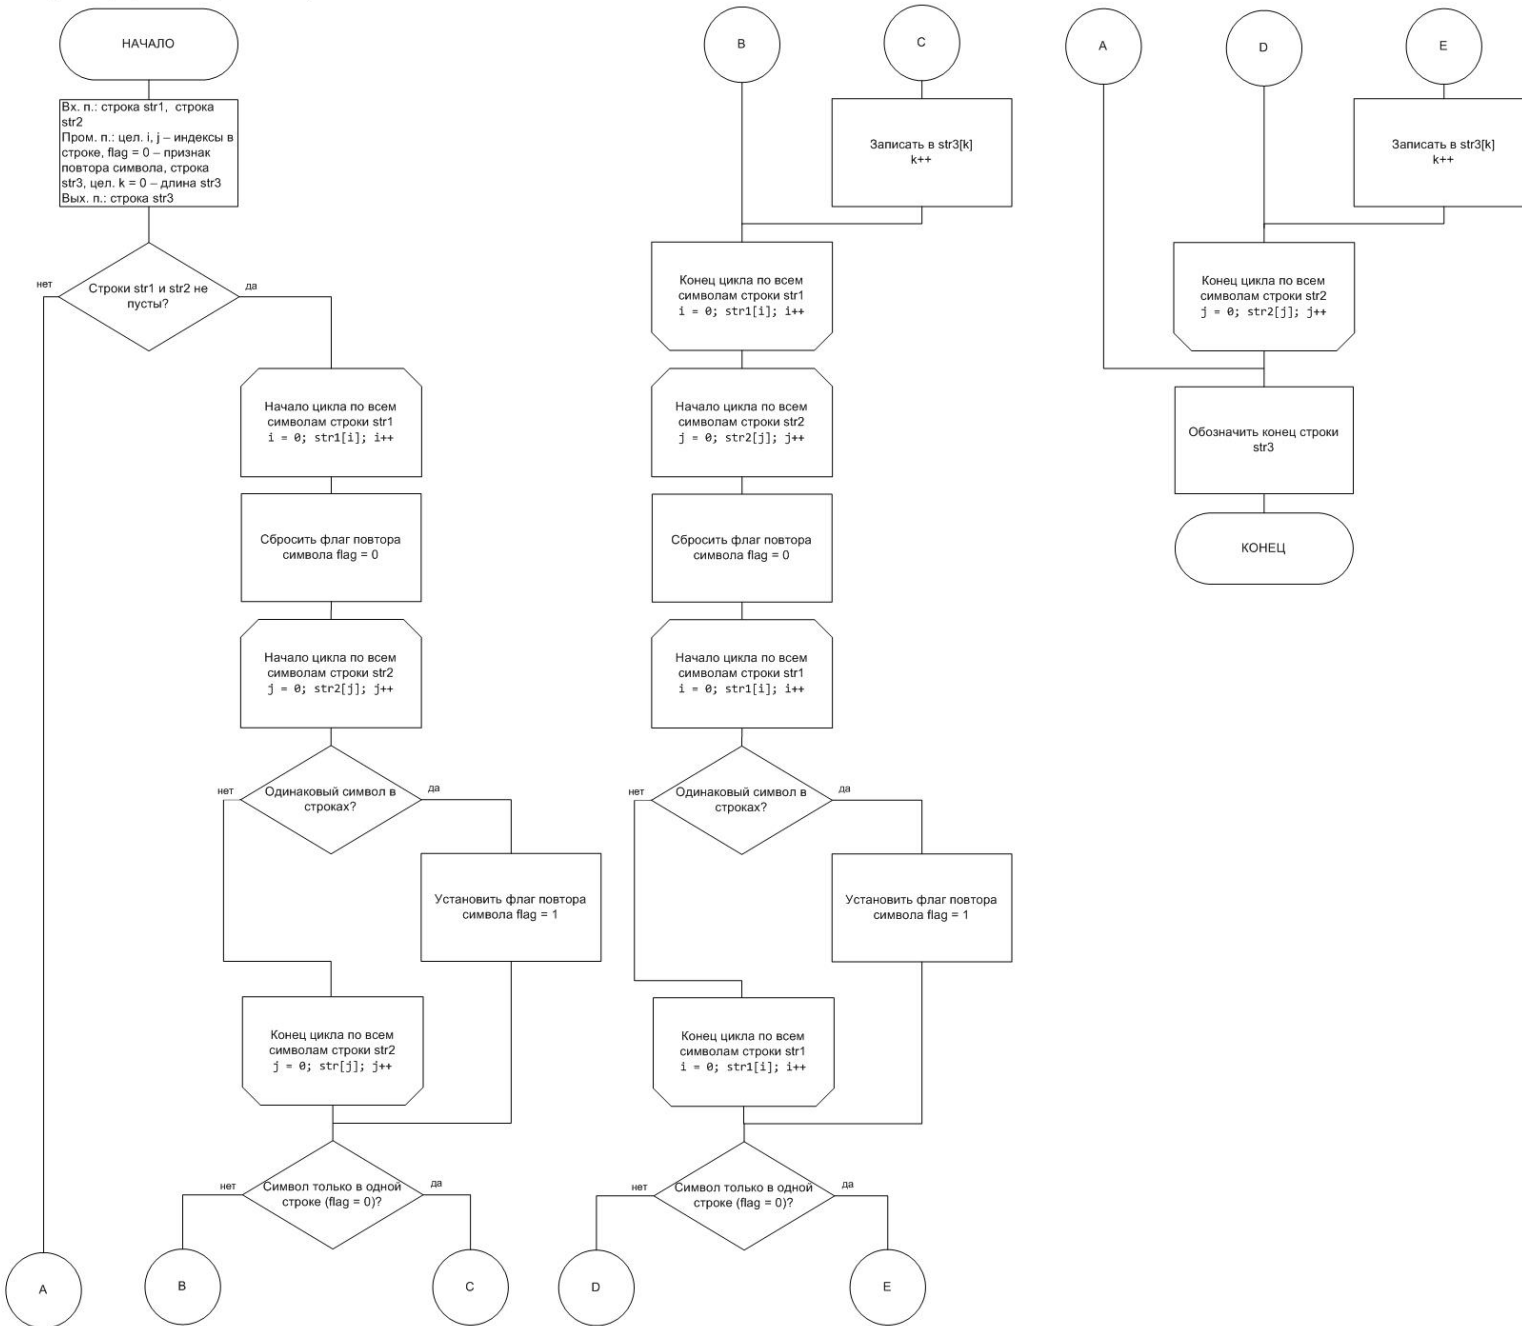 НАЧАЛО
Вх. п.: строка str1, строка
str2
Пром. п.: цел. i, j – индексы в
строке, flag = 0 – признак
повтора символа, строка
str3, цел. k = 0 – длина str3
Вых. п.: строка str3
нет
Строки str1 и str2 не
пусты?
да
Начало цикла по всем
символам строки str1
i = 0; str1[i]; i++
Сбросить флаг повтора
символа flag = 0
Начало цикла по всем
символам строки str2
j = 0; str2[j]; j++
нет
Одинаковый символ в
строках?
да
Установить флаг повтора
символа flag = 1
Конец цикла по всем
символам строки str2
j = 0; str[j]; j++
нет
Символ только в одной
строке (flag = 0)?
да
A
B
C
B
C
Записать в str3[k]
k++
Конец цикла по всем
символам строки str1
i = 0; str1[i]; i++
Начало цикла по всем
символам строки str2
j = 0; str2[j]; j++
Сбросить флаг повтора
символа flag = 0
Начало цикла по всем
символам строки str1
i = 0; str1[i]; i++
нет
Одинаковый символ в
строках?
да
Установить флаг повтора
символа flag = 1
Конец цикла по всем
символам строки str1
i = 0; str1[i]; i++
нет
Символ только в одной
строке (flag = 0)?
да
D
E
A
D
E
Записать в str3[k]
k++
Конец цикла по всем
символам строки str2
j = 0; str2[j]; j++
Обозначить конец строки
str3
КОНЕЦ